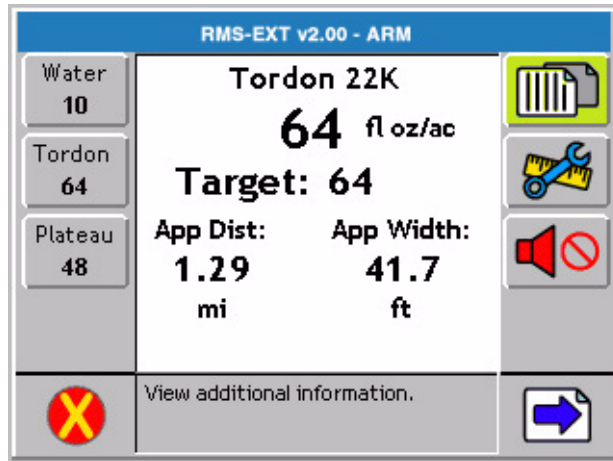 RMS-EXT v2.00 - ARM
Water
10
Tordon
64
Plateau
48
Tordon 22K
64 fl oz/ac
Target: 64
App Dist: App Width:
1.29 41.7
mi ft
View additional information.